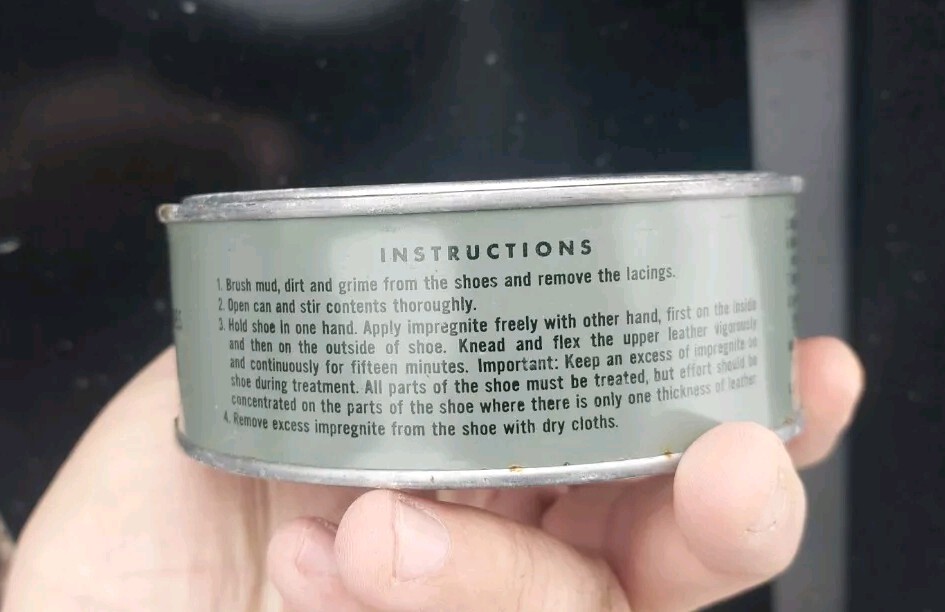 INSTRUCTIONS
1. Brush mud, dirt and grime from the shoes and remove the lacings.
2. Open can and stir contents thoroughly.
3. Hold shoe in one hand. Apply impregnite freely with other hand, first on the inside
and then on the outside of shoe. Knead and flex the upper leather vigorously
and continuously for fifteen minutes. Important: Keep an excess of impregnite on
shoe during treatment. All parts of the shoe must be treated, but effort should be
concentrated on the parts of the shoe where there is only one thickness of leather
4. Remove excess impregnite from the shoe with dry cloths.